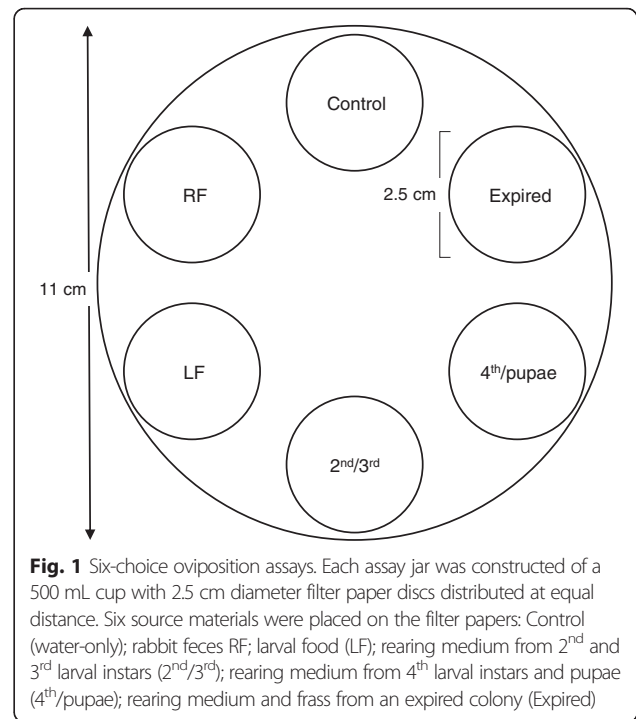 Control
RF
Expired
2.5 cm
11 cm
LF
4th/pupae
2nd/3rd
Fig. 1 Six-choice oviposition assays. Each assay jar was constructed of a
500 mL cup with 2.5 cm diameter filter paper discs distributed at equal
distance. Six source materials were placed on the filter papers: Control
(water-only); rabbit feces RF; larval food (LF); rearing medium from 2nd and
3rd larval instars (2nd/3rd); rearing medium from 4th larval instars and pupae
(4th/pupae); rearing medium and frass from an expired colony (Expired)